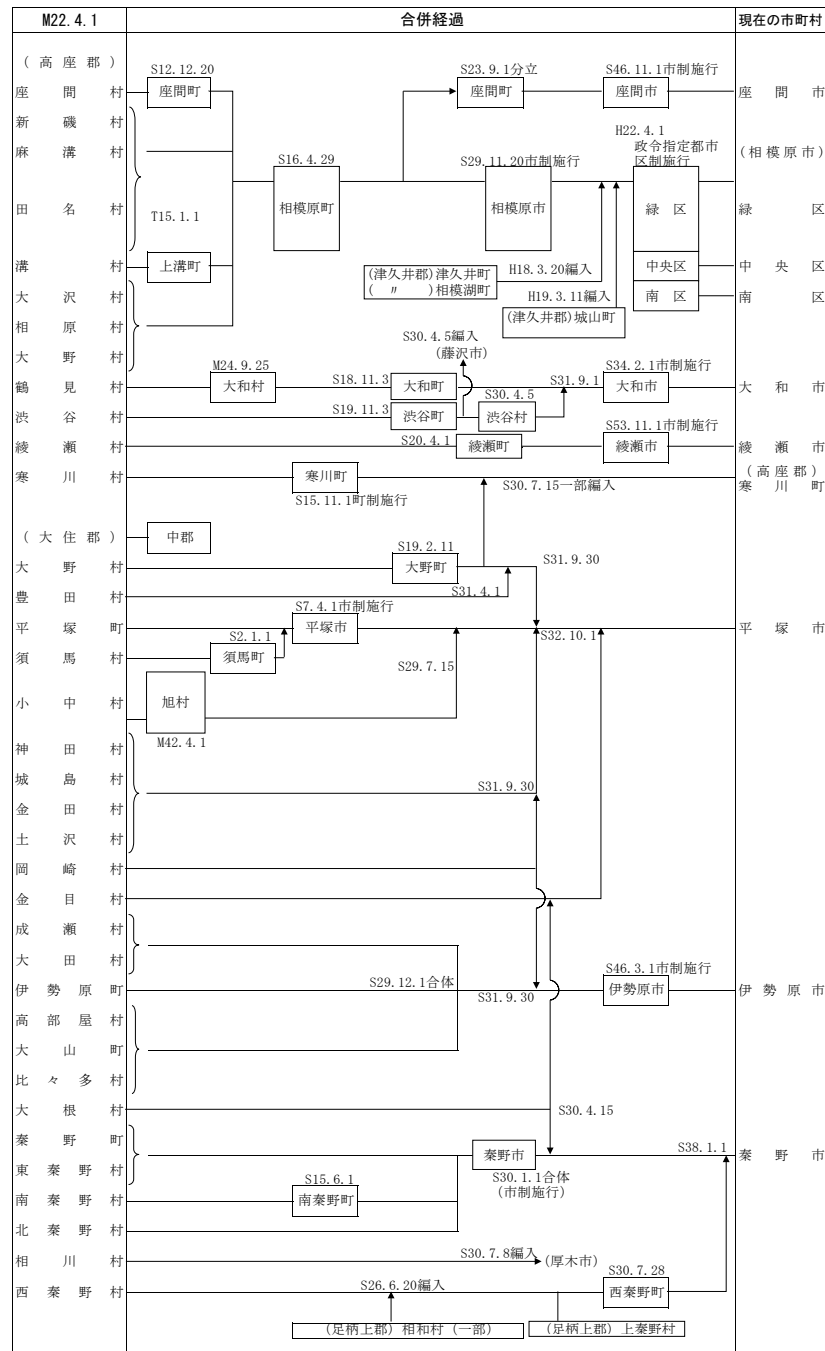 M22.4.1 合併経過 現在の市町村
(高座郡)
S12.12.20 S23.9.1分立 S46.11.1市制施行
座間村 座間町 座間町 座間市 座間市
新磯村
H22.4.1
政令指定都市
区制施行
麻溝村 (相模原市)
S16.4.29 S29.11.20市制施行
田名村 T15.1.1 相模原町 相模原市 緑区 緑区
溝村 上溝町 中央区 中央区
(津久井郡)津久井町 H18.3.20編入
(〃)相模湖町
大沢村 南区 南区
H19.3.11編入
(津久井郡)城山町
相原村
S30.4.5編入
(藤沢市)
大野村
M24.9.25 S34.2.1市制施行
鶴見村 大和村 S18.11.3 大和町 S31.9.1 大和市 大和市
S30.4.5
渋谷村 S19.11.3 渋谷町 渋谷村
S53.11.1市制施行
綾瀬村 S20.4.1 綾瀬町 綾瀬市 綾瀬市
(高座郡)
寒川村 寒川町 寒川町
S15.11.1町制施行 S30.7.15一部編入
(大住郡) 中郡
S19.2.11
大野村 大野町 S31.9.30
豊田村 S31.4.1
S7.4.1市制施行
平塚町 平塚市 平塚市
S2.1.1 S32.10.1
須馬村 須馬町 S29.7.15
小中村 旭村
M42.4.1
神田村
城島村
S31.9.30
金田村
土沢村
岡崎村
金目村
成瀬村
大田村
S46.3.1市制施行
伊勢原町 S29.12.1合体 伊勢原市 伊勢原市
S31.9.30
高部屋村
大山町
比々多村
大根村 S30.4.15
秦野町
秦野市 S38.1.1 秦野市
東秦野村
S15.6.1 S30.1.1合体
(市制施行)
南秦野村 南秦野町
北秦野村
相川村 S30.7.8編入 (厚木市)
S30.7.28
西秦野村 S26.6.20編入 西秦野町
(足柄上郡)相和村(一部) (足柄上郡)上秦野村